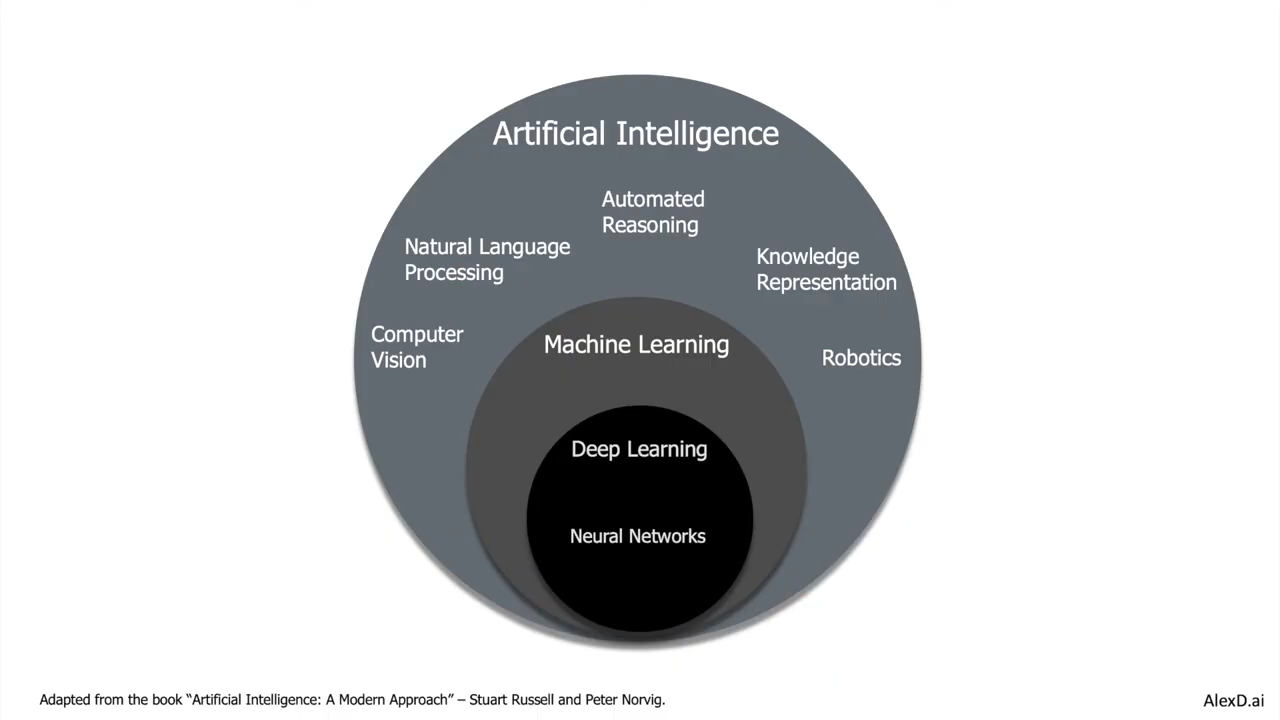 Artificial Intelligence
Automated
Reasoning
Natural Language
Processing
Knowledge
Representation
Computer
Vision
Robotics
Machine Learning
Deep Learning
Neural Networks
Adapted from the book “Artificial Intelligence: A Modern Approach” – Stuart Russell and Peter Norvig.
AlexD.ai